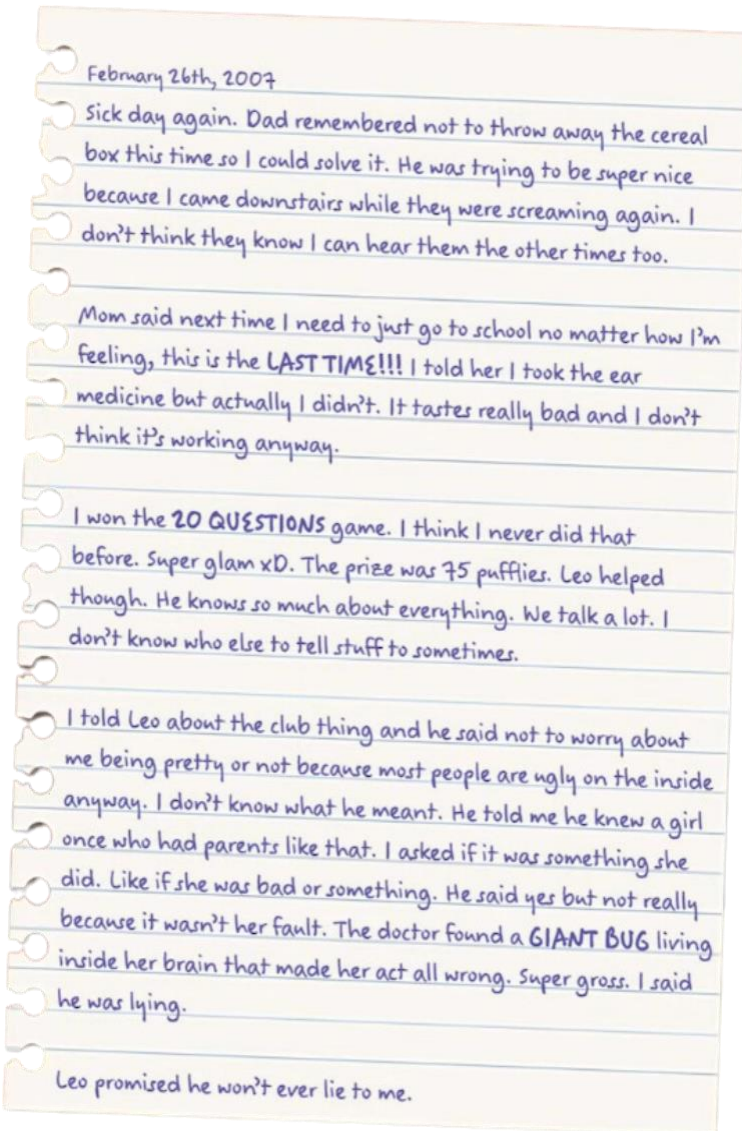 February 26th, 2007
Sick day again. Dad remembered not to throw away the cereal
box this time so I could solve it. He was trying to be super nice
because I came downstairs while they were screaming again. I
don't think they know I can hear them the other times too.
Mom said next time I need to just go to school no matter how I'm
feeling, this is the LAST TIME!!! I told her I took the ear
medicine but actually I didn't. It tastes really bad and I don't
think it's working anyway.
I won the 20 QUESTIONS game. I think I never did that
before. Super glam xD. The prize was 75 pufflies. Leo helped
though. He knows so much about everything. We talk a lot. I
don't know who else to tell stuff to sometimes.
I told Leo about the club thing and he said not to worry about
me being pretty or not because most people are ugly on the inside
anyway. I don't know what he meant. He told me he knew a girl
once who had parents like that. I asked if it was something she
did. Like if she was bad or something. He said yes but not really
because it wasn't her fault. The doctor found a GIANT BUG living
inside her brain that made her act all wrong. Super gross. I said
he was lying.
Leo promised he won't ever lie to me.